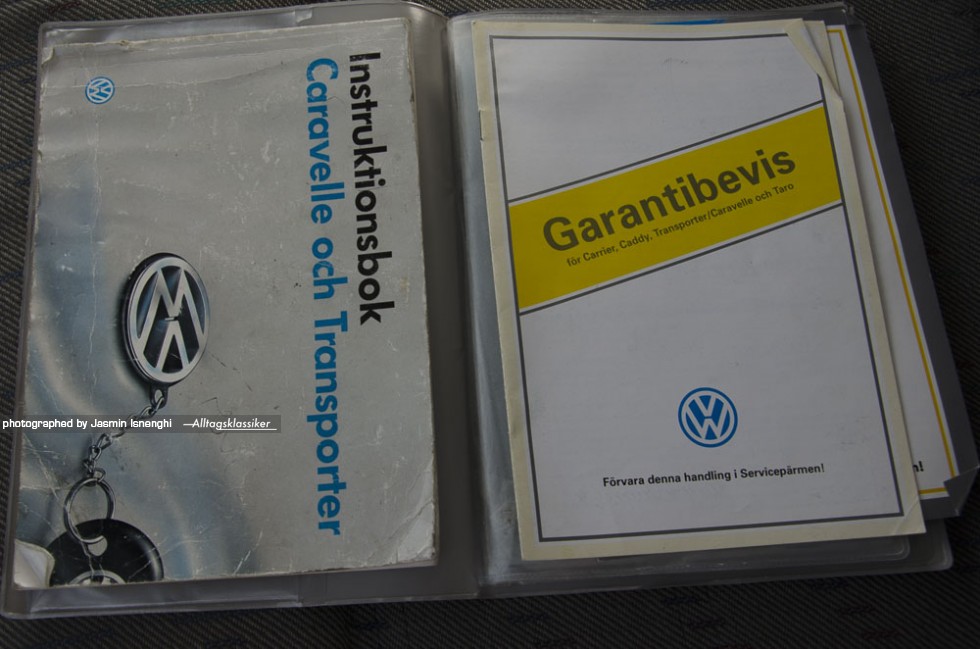 Instruktionsbok
Caravelle och Transporter
Garantibevis
för Carrier, Caddy, Transporter/Caravelle och Taro
Förvara denna handling i Servicepärmen!
n!
photographed by Jasmin Isnenghi —Alltagsklassiker